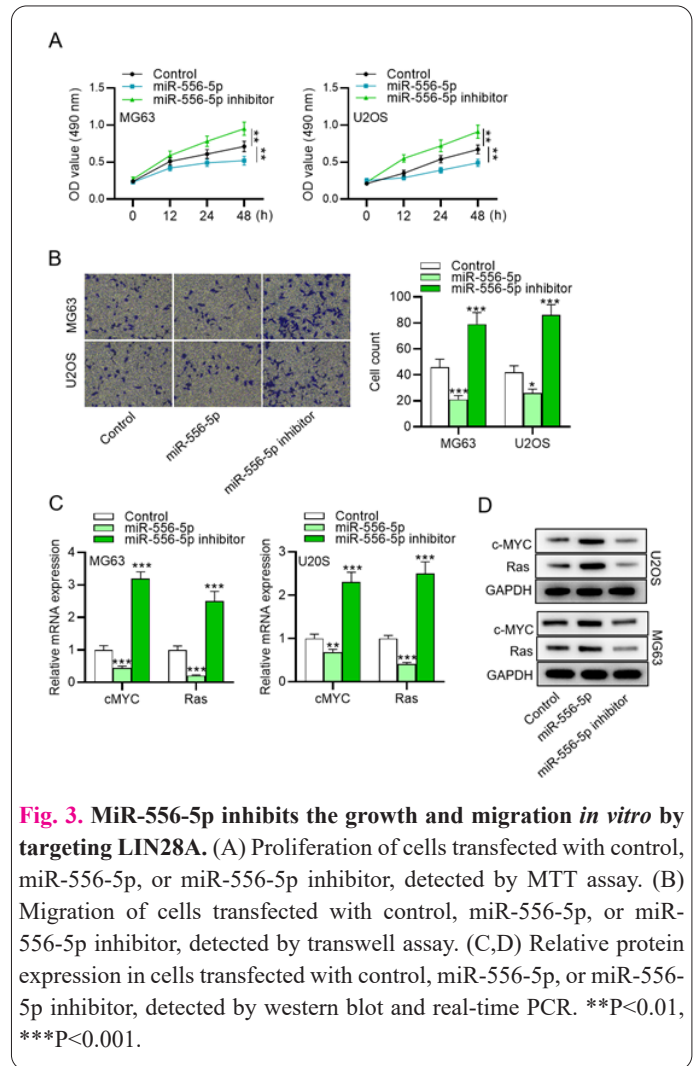 A
Control
miR-556-5p
miR-556-5p inhibitor
MG63
OD value (490 nm)
1.5
1.0
0.5
0.0
0 12 24 48 (h)
**
**
Control
miR-556-5p
miR-556-5p inhibitor
U2OS
OD value (490 nm)
1.5
1.0
0.5
0.0
0 12 24 48 (h)
**
**
B
MG63
U2OS
Control
miR-556-5p
miR-556-5p inhibitor
Control
miR-556-5p
miR-556-5p inhibitor
Cell count
100
80
60
40
20
0
*** *** * ***
MG63 U2OS
C
Control
miR-556-5p
miR-556-5p inhibitor
MG63
Relative mRNA expression
4
3
2
1
0
*** *** *** ***
cMYC Ras
Control
miR-556-5p
miR-556-5p inhibitor
U20S
Relative mRNA expression
3
2
1
0
** *** *** ***
cMYC Ras
D
c-MYC
Ras
GAPDH
U2OS
c-MYC
Ras
GAPDH
MG63
Control
miR-556-5p
miR-556-5p inhibitor
Fig. 3. MiR-556-5p inhibits the growth and migration in vitro by
targeting LIN28A. (A) Proliferation of cells transfected with control,
miR-556-5p, or miR-556-5p inhibitor, detected by MTT assay. (B)
Migration of cells transfected with control, miR-556-5p, or miR-
556-5p inhibitor, detected by transwell assay. (C,D) Relative protein
expression in cells transfected with control, miR-556-5p, or miR-556-
5p inhibitor, detected by western blot and real-time PCR. **P<0.01,
***P<0.001.